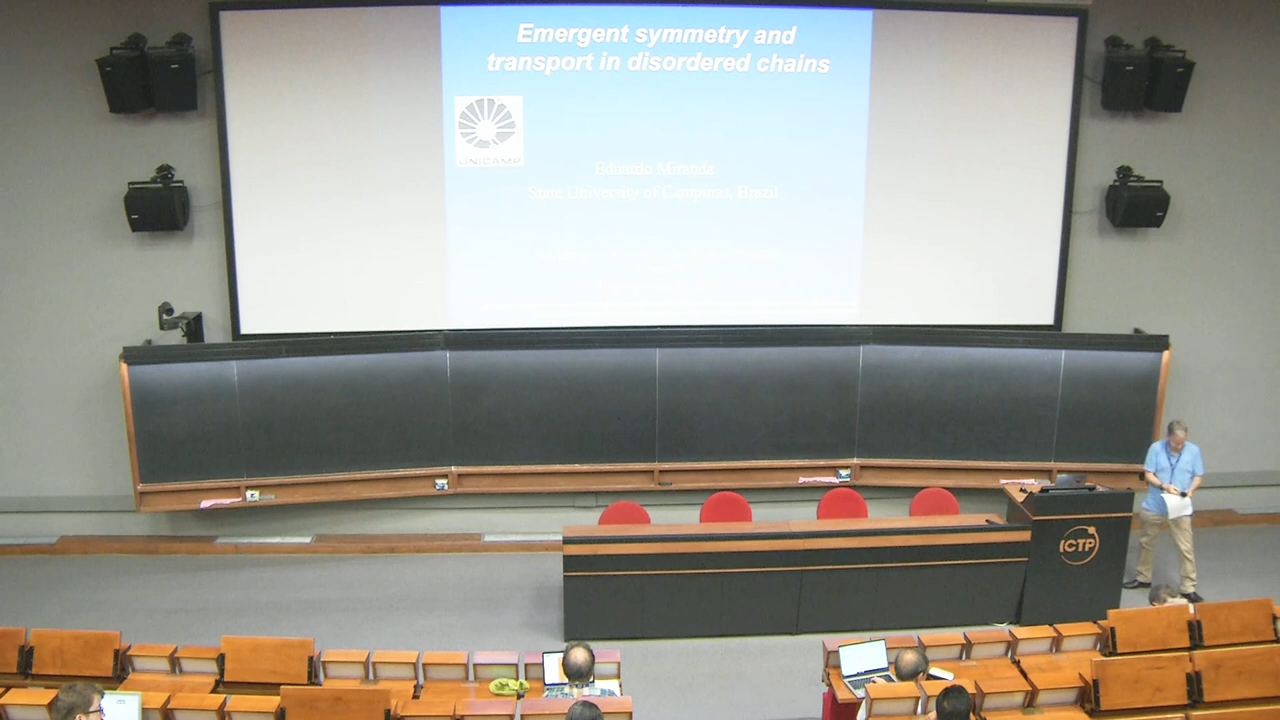 Emergent symmetry and
transport in disordered chains
UNICAMP
Eduardo Miranda
State University of Campinas, Brazil
ICTP